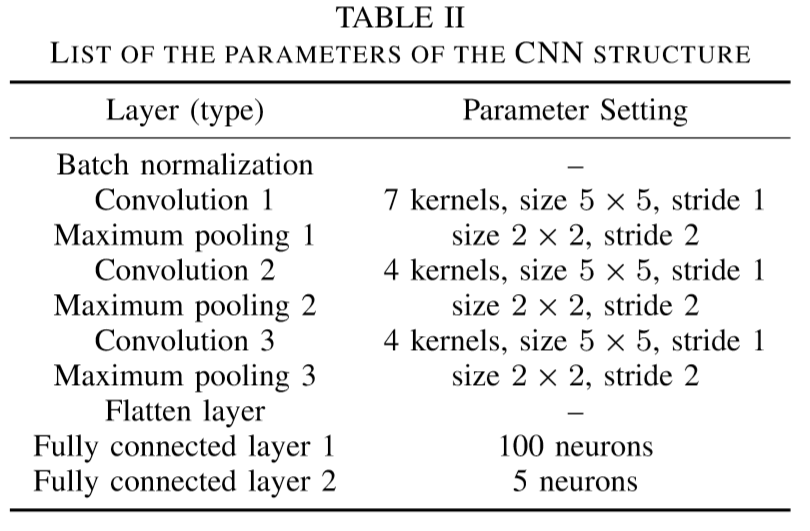 TABLE II
LIST OF THE PARAMETERS OF THE CNN STRUCTURE
Layer (type) Parameter Setting
Batch normalization –
Convolution 1 7 kernels, size 5 × 5, stride 1
Maximum pooling 1 size 2 × 2, stride 2
Convolution 2 4 kernels, size 5 × 5, stride 1
Maximum pooling 2 size 2 × 2, stride 2
Convolution 3 4 kernels, size 5 × 5, stride 1
Maximum pooling 3 size 2 × 2, stride 2
Flatten layer –
Fully connected layer 1 100 neurons
Fully connected layer 2 5 neurons